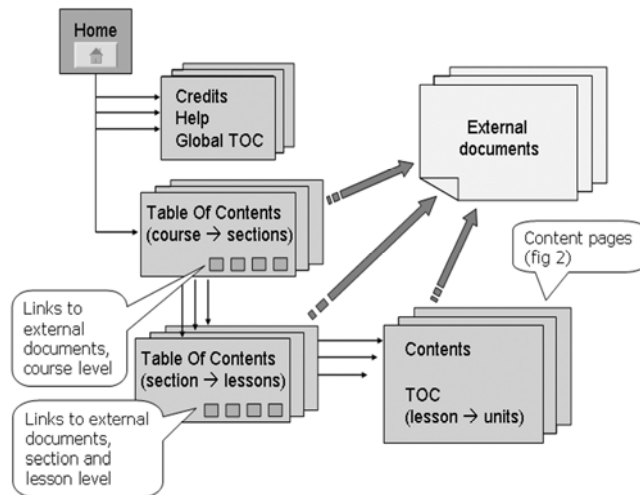 Home
Credits
Help
Global TOC
External
documents
Table Of Contents
(course → sections)
Content pages
(fig 2)
Links to
external
documents,
course level
Table Of Contents
(section → lessons)
Contents
TOC
(lesson → units)
Links to external
documents,
section and
lesson level